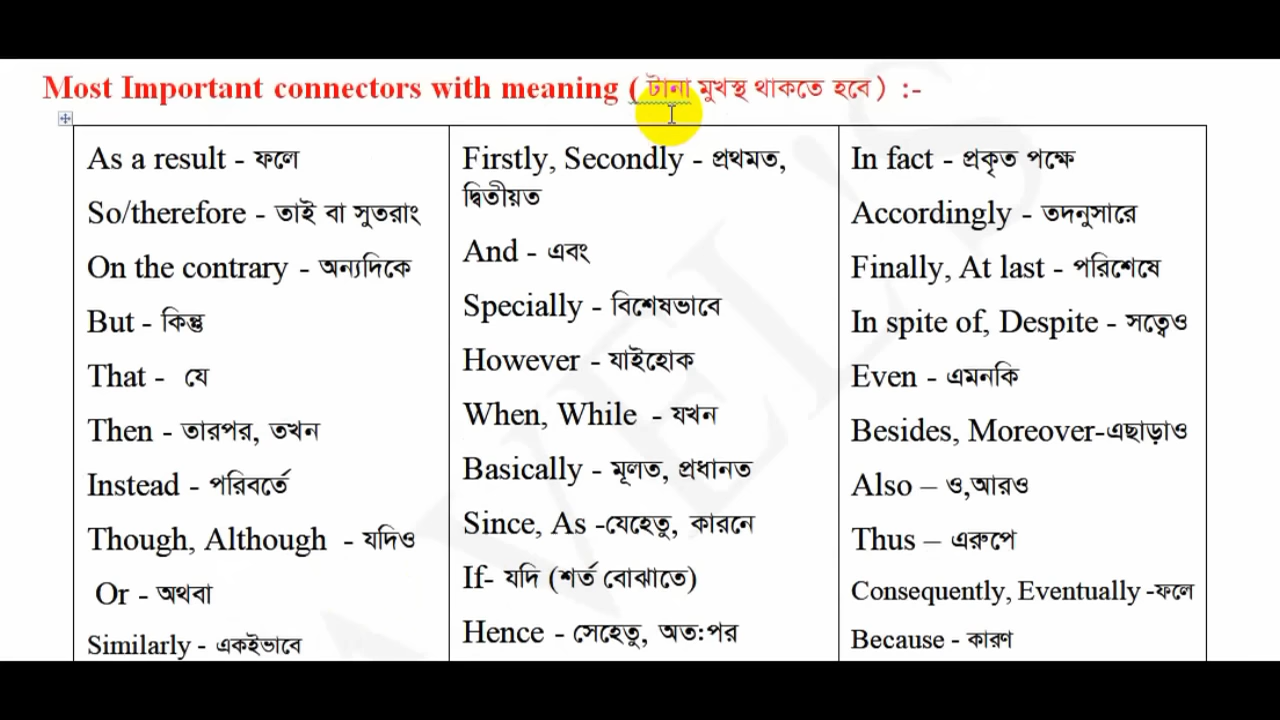 Most Important connectors with meaning ( টানা মুখস্থ থাকতে হবে ) :-
As a result - ফলে
So/therefore - তাই বা সুতরাং
On the contrary - অন্যদিকে
But - কিন্তু
That - যে
Then - তারপর, তখন
Instead - পরিবর্তে
Though, Although - যদিও
Or - অথবা
Similarly - একইভাবে
Firstly, Secondly - প্রথমত,
দ্বিতীয়ত
And - এবং
Specially - বিশেষভাবে
However - যাইহোক
When, While - যখন
Basically - মূলত, প্রধানত
Since, As -যেহেতু, কারনে
If- যদি (শর্ত বোঝাতে)
Hence - সেহেতু, অত:পর
In fact - প্রকৃত পক্ষে
Accordingly - তদনুসারে
Finally, At last - পরিশেষে
In spite of, Despite - সত্বেও
Even - এমনকি
Besides, Moreover-এছাড়াও
Also – ও,আরও
Thus – এরুপে
Consequently, Eventually -ফলে
Because - কারণ